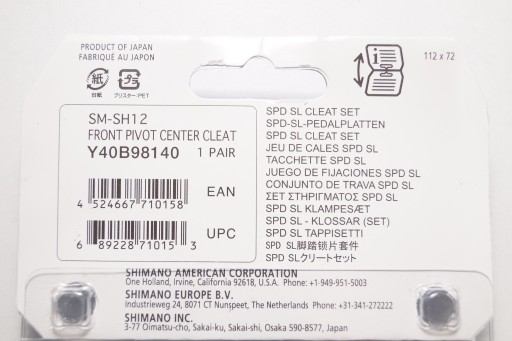 PRODUCT OF JAPAN
FABRIQUÉ AU JAPON
紙
台紙
プラ
ブリスター:PET
112 x 72
SM-SH12
FRONT PIVOT CENTER CLEAT
Y40B98140 1 PAIR
4 524667 710158
EAN
6 89228 71015 3
UPC
SPD SL CLEAT SET
SPD-SL-PEDALPLATTEN
SPD SL CLEAT SET
JEU DE CALES SPD SL
TACCHETTE SPD SL
JUEGO DE FIJACIONES SPD SL
CONJUNTO DE TRAVA SPD SL
ΣΕΤ ΣΤΗΡΙΓΜΑΤΟΣ SPD SL
SPD SL KLAMPESÆT
SPD SL - KLOSSAR (SET)
SPD SL TAPPISETTI
SPD SL脚踏锁片套件
SPD SLクリートセット
SHIMANO AMERICAN CORPORATION
One Holland, Irvine, California 92618, U.S.A. Phone: +1-949-951-5003
SHIMANO EUROPE B.V.
Industrieweg 24, 8071 CT Nunspeet, The Netherlands Phone: +31-341-272222
SHIMANO INC.
3-77 Oimatsu-cho, Sakai-ku, Sakai-shi, Osaka 590-8577, Japan